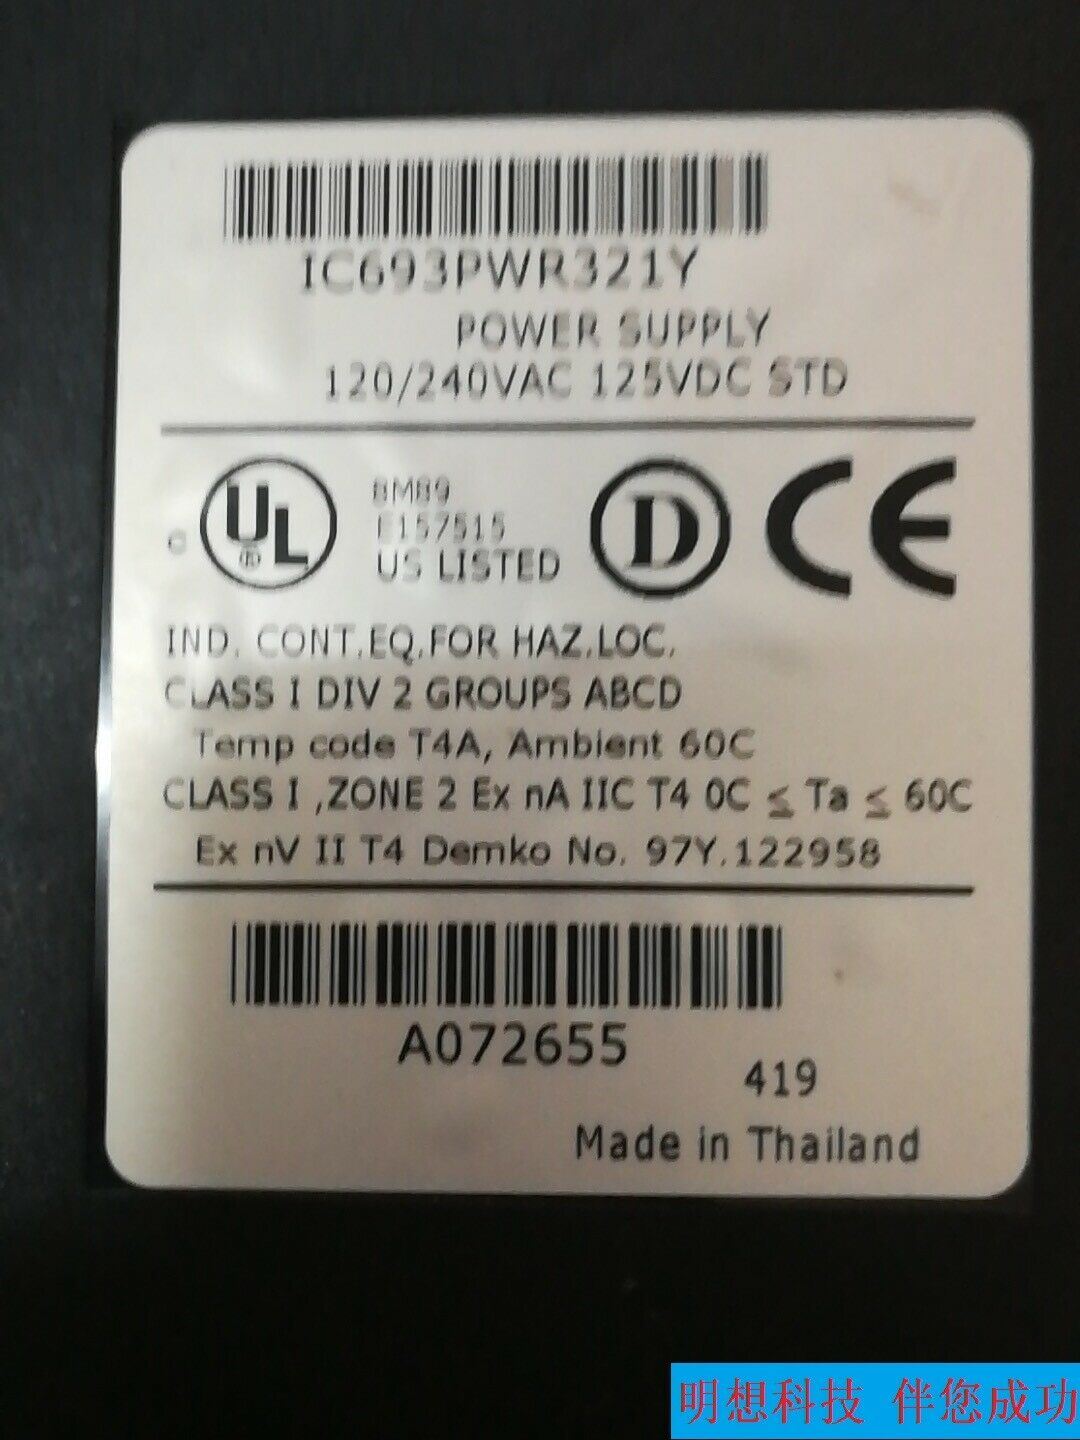 IC693PWR321Y
POWER SUPPLY
120/240VAC 125VDC STD
c UL ® 8M89
E157515
US LISTED
D CE
IND. CONT.EQ.FOR HAZ.LOC.
CLASS I DIV 2 GROUPS ABCD
Temp code T4A, Ambient 60C
CLASS I ,ZONE 2 Ex nA IIC T4 0C ≤ Ta ≤ 60C
Ex nV II T4 Demko No. 97Y.122958
A072655
419
Made in Thailand
明想科技 伴您成功